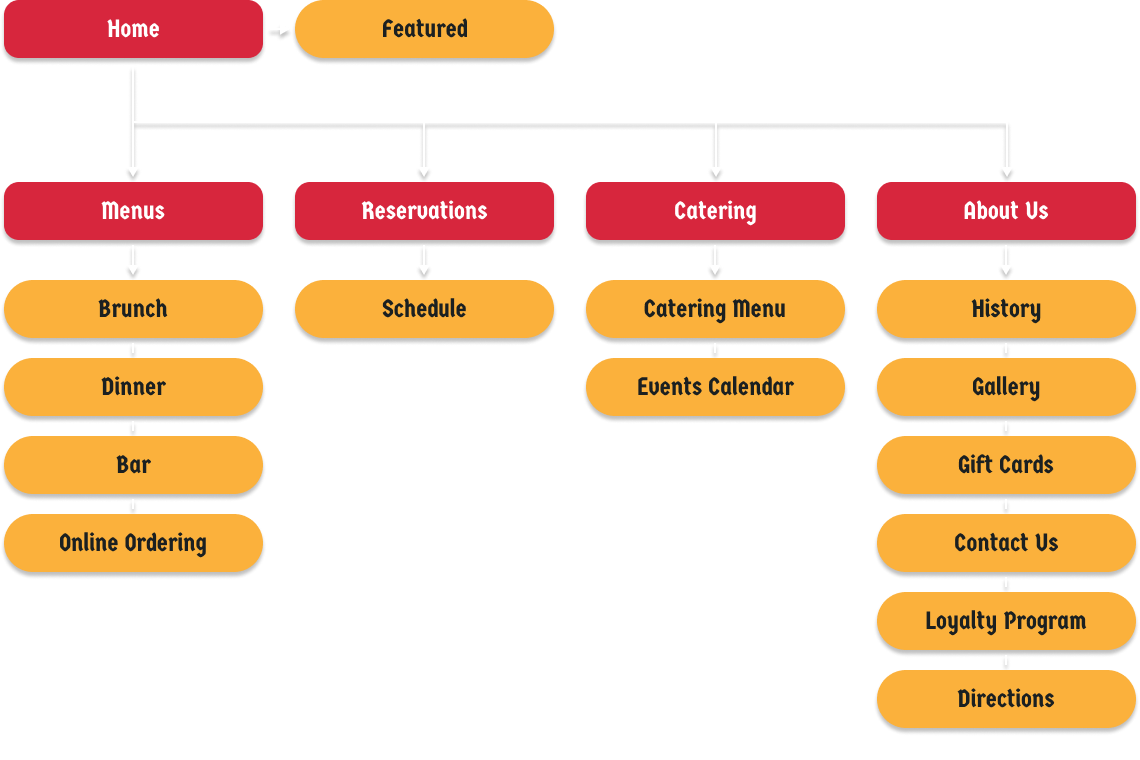 Home
Featured
Menus
Reservations
Catering
About Us
Brunch
Schedule
Catering Menu
History
Dinner
Events Calendar
Gallery
Bar
Gift Cards
Online Ordering
Contact Us
Loyalty Program
Directions